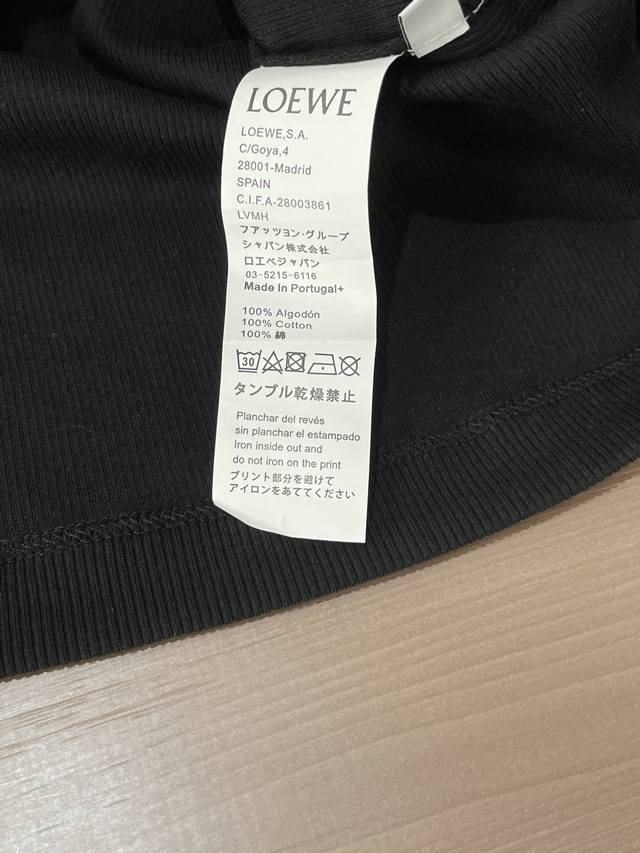 LOEWE
LOEWE,S.A.
C/Goya,4
28001-Madrid
SPAIN
C.I.F.A-28003861
LVMH
フアッツヨン·グループ
シャパン株式会社
ロエベジャパン
03-5215-6116
Made In Portugal+
100% Algodón
100% Cotton
100% 綿
30
タンブル乾燥禁止
Planchar del revés
sin planchar el estampado
Iron inside out and
do not iron on the print
プリント部分を避けて
アイロンをあててください